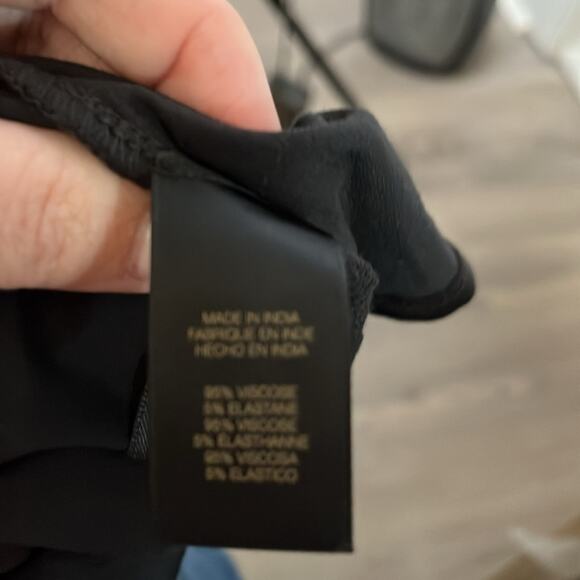 MADE IN INDIA
FABRIQUE EN INDE
HECHO EN INDIA
95% VISCOSE
5% ELASTANE
95% VISCOSE
5% ELASTHANNE
95% VISCOSA
5% ELASTICO